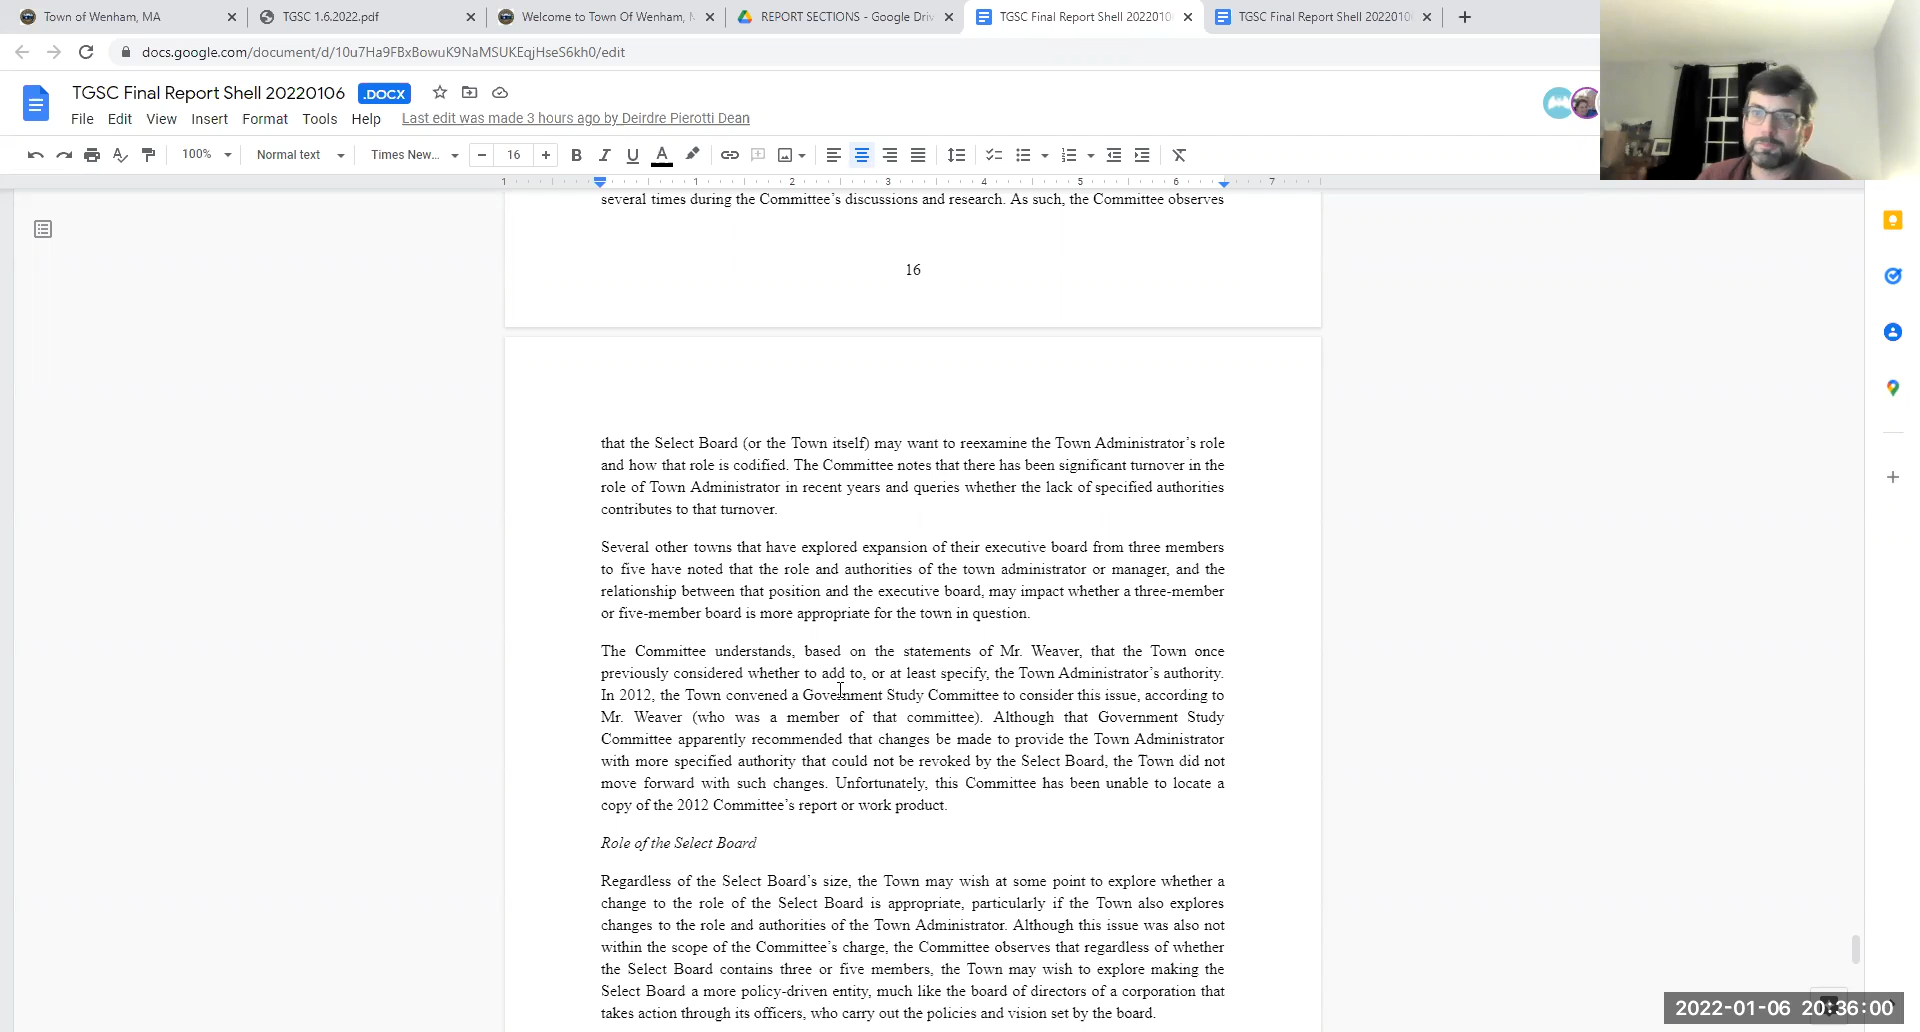 Town of Wenham, MA
TGSC 1.6.2022.pdf
Welcome to Town Of Wenham,
REPORT SECTIONS - Google Driv
TGSC Final Report Shell 2022010
TGSC Final Report Shell 2022010
docs.google.com/document/d/10u7Ha9FBxBowuK9NaMSUKEqjHseS6kh0/edit
TGSC Final Report Shell 20220106 .DOCX
File Edit View Insert Format Tools Help Last edit was made 3 hours ago by Deirdre Pierotti Dean
100% Normal text Times New... 16 B I U A
1 1 2 3 4 5 6 7
several times during the Committee’s discussions and research. As such, the Committee observes
16
that the Select Board (or the Town itself) may want to reexamine the Town Administrator’s role
and how that role is codified. The Committee notes that there has been significant turnover in the
role of Town Administrator in recent years and queries whether the lack of specified authorities
contributes to that turnover.
Several other towns that have explored expansion of their executive board from three members
to five have noted that the role and authorities of the town administrator or manager, and the
relationship between that position and the executive board, may impact whether a three-member
or five-member board is more appropriate for the town in question.
The Committee understands, based on the statements of Mr. Weaver, that the Town once
previously considered whether to add to, or at least specify, the Town Administrator’s authority.
In 2012, the Town convened a Government Study Committee to consider this issue, according to
Mr. Weaver (who was a member of that committee). Although that Government Study
Committee apparently recommended that changes be made to provide the Town Administrator
with more specified authority that could not be revoked by the Select Board, the Town did not
move forward with such changes. Unfortunately, this Committee has been unable to locate a
copy of the 2012 Committee’s report or work product.
Role of the Select Board
Regardless of the Select Board’s size, the Town may wish at some point to explore whether a
change to the role of the Select Board is appropriate, particularly if the Town also explores
changes to the role and authorities of the Town Administrator. Although this issue was also not
within the scope of the Committee’s charge, the Committee observes that regardless of whether
the Select Board contains three or five members, the Town may wish to explore making the
Select Board a more policy-driven entity, much like the board of directors of a corporation that
takes action through its officers, who carry out the policies and vision set by the board.
2022-01-06 20:36:00